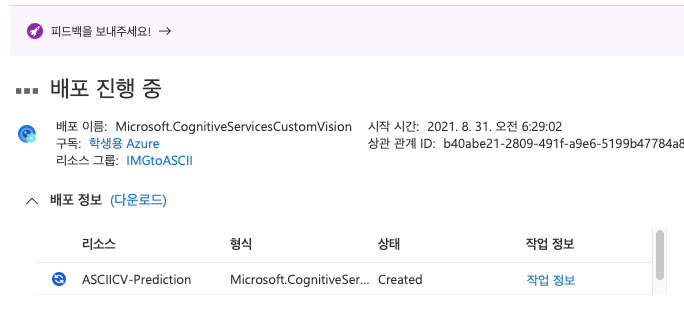 피드백을 보내주세요! →
배포 진행 중
배포 이름: Microsoft.CognitiveServicesCustomVision 시작 시간: 2021. 8. 31. 오전 6:29:02
구독: 학생용 Azure 상관 관계 ID: b40abe21-2809-491f-a9e6-5199b47784a8
리소스 그룹: IMGtoASCII
배포 정보 (다운로드)
리소스 형식 상태 작업 정보
ASCIICV-Prediction Microsoft.CognitiveSer... Created 작업 정보